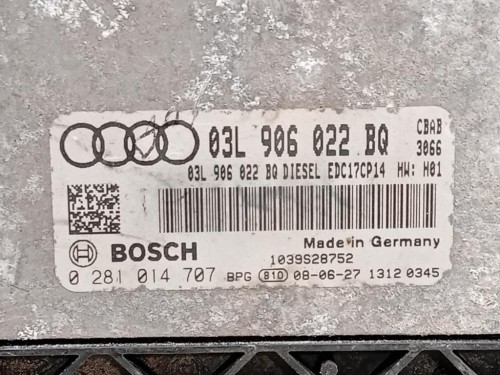 03L 906 022 BQ CBAB
3066
03L 906 022 BQ DIESEL EDC17CP14 HW: H01
Made in Germany
BOSCH 1039S28752
0 281 014 707 BPG 810 08-06-27 1312 0345